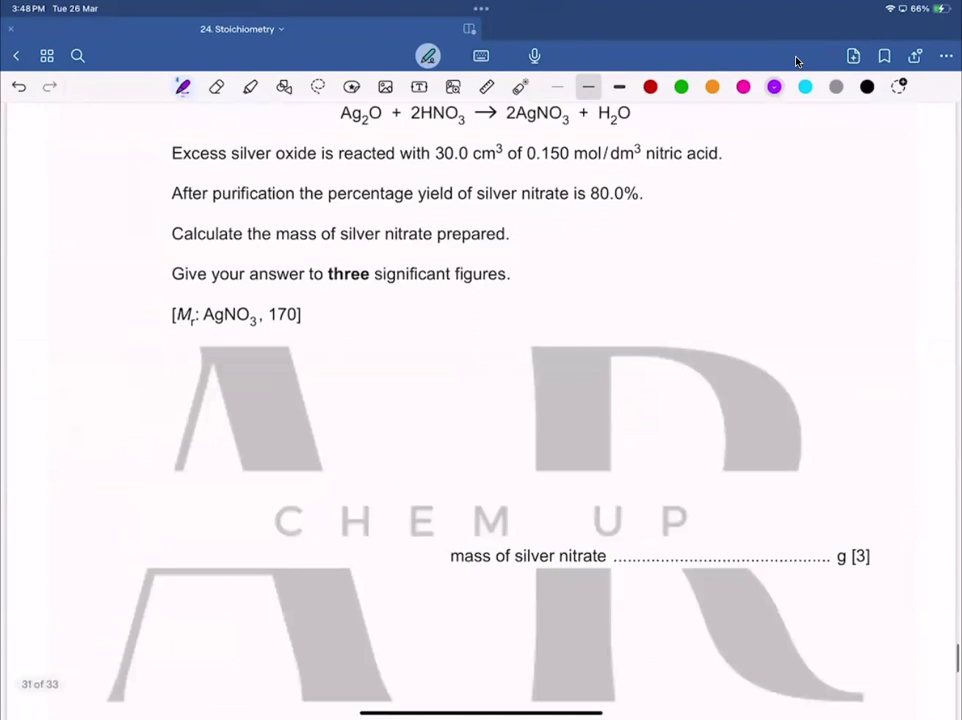 3:48 PM Tue 26 Mar
66%
24. Stoichiometry
Ag₂O + 2HNO₃ → 2AgNO₃ + H₂O
Excess silver oxide is reacted with 30.0 cm³ of 0.150 mol/dm³ nitric acid.
After purification the percentage yield of silver nitrate is 80.0%.
Calculate the mass of silver nitrate prepared.
Give your answer to three significant figures.
[Mᵣ: AgNO₃, 170]
A R
CHEM UP
mass of silver nitrate .......................................... g [3]
A R
31 of 33